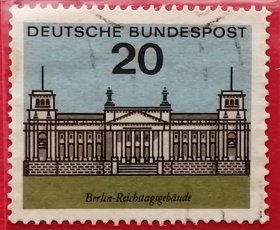 DEUTSCHE BUNDESPOST
20
Berlin-Reichstagsgebäude